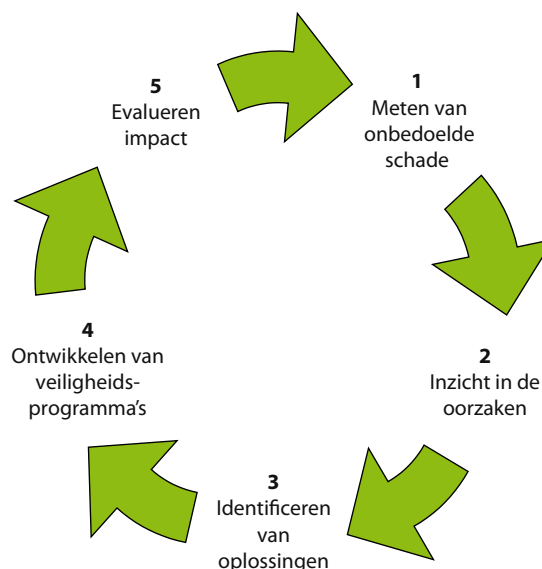 1
Meten van
onbedoelde
schade
2
Inzicht in de
oorzaken
3
Identificeren
van
oplossingen
4
Ontwikkelen van
veiligheids-
programma's
5
Evalueren
impact